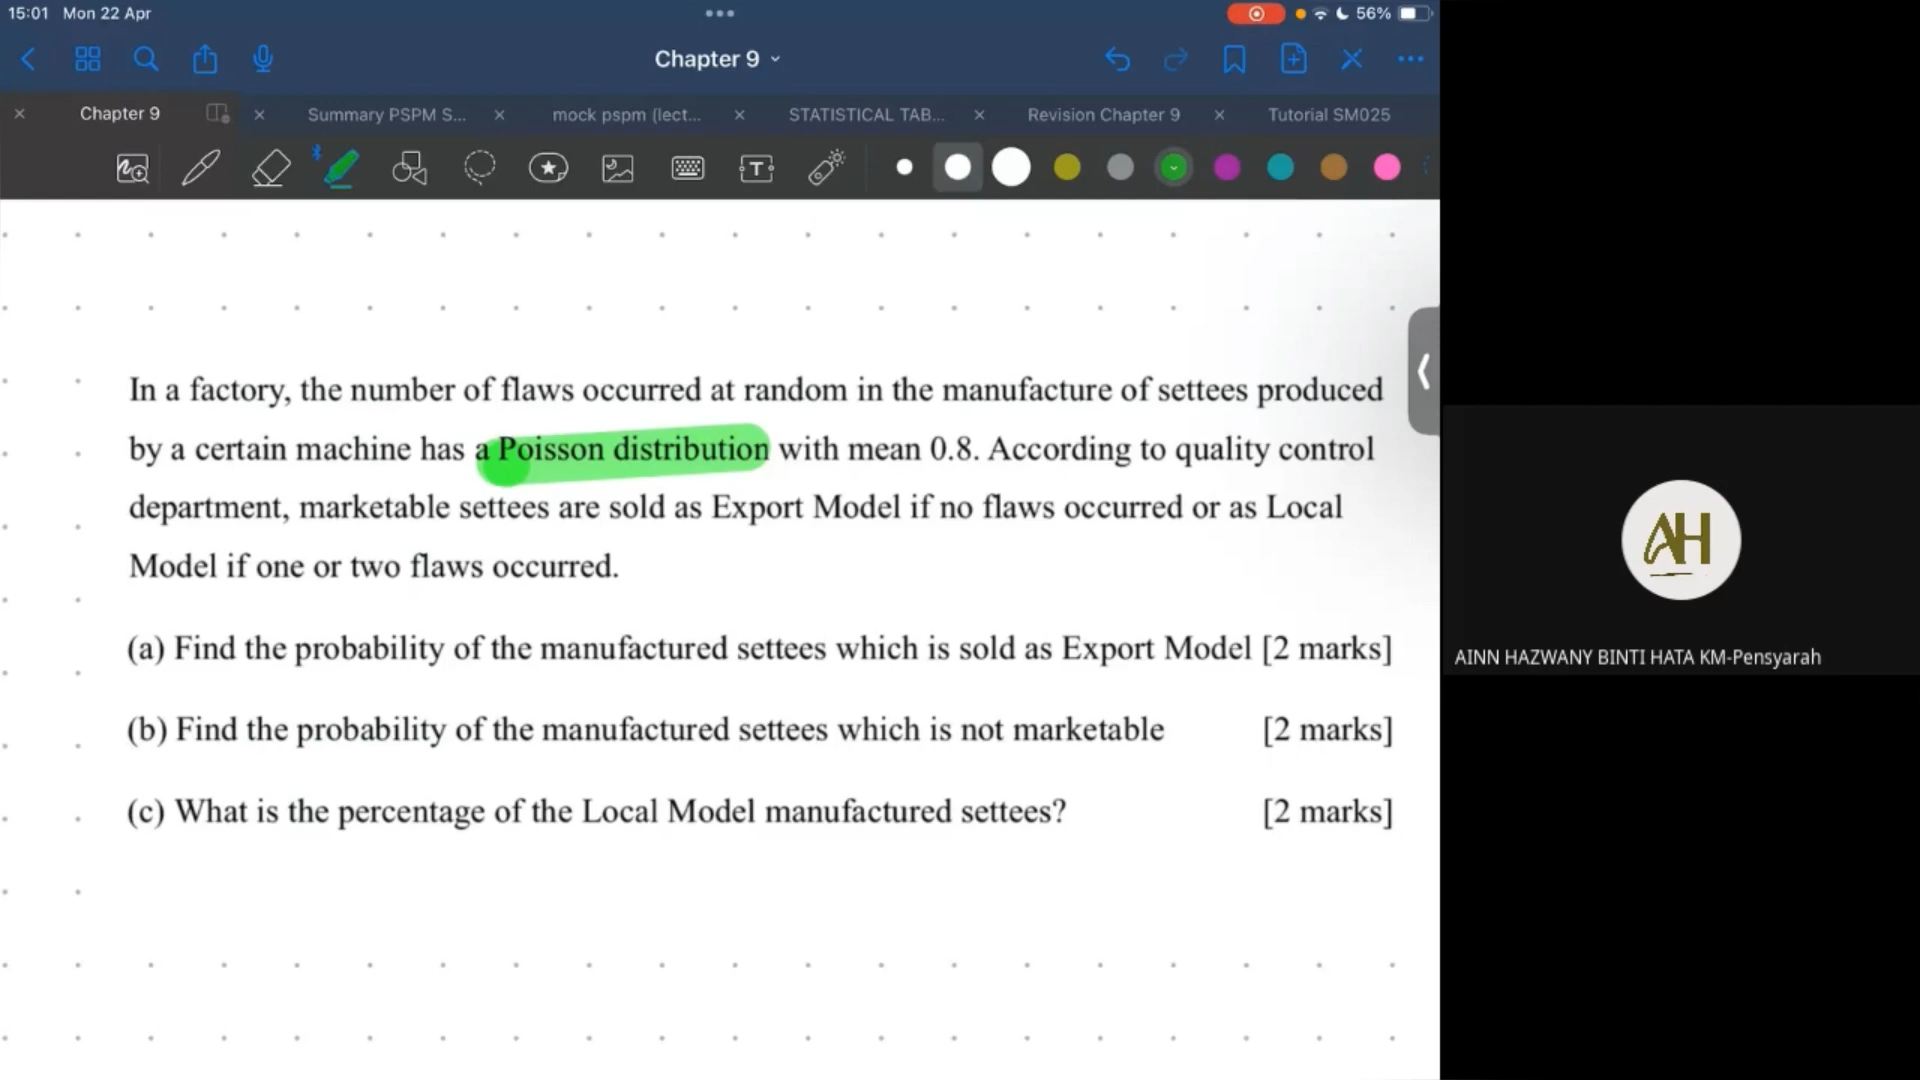 15:01 Mon 22 Apr
56%
Chapter 9
Chapter 9
Summary PSPM S...
mock pspm (lect...
STATISTICAL TAB...
Revision Chapter 9
Tutorial SM025
In a factory, the number of flaws occurred at random in the manufacture of settees produced
by a certain machine has a Poisson distribution with mean 0.8. According to quality control
department, marketable settees are sold as Export Model if no flaws occurred or as Local
Model if one or two flaws occurred.
(a) Find the probability of the manufactured settees which is sold as Export Model [2 marks]
(b) Find the probability of the manufactured settees which is not marketable [2 marks]
(c) What is the percentage of the Local Model manufactured settees? [2 marks]
AH
AINN HAZWANY BINTI HATA KM-Pensyarah